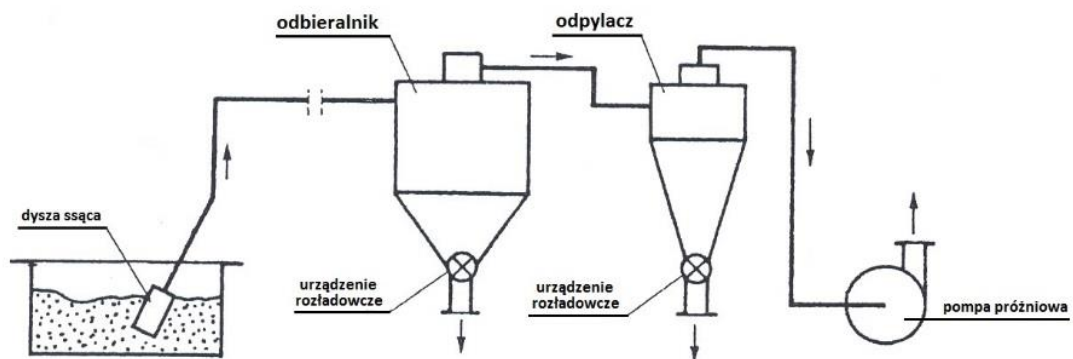 odbieralnik
odpylacz
dysza ssąca
urządzenie
rozładowcze
urządzenie
rozładowcze
pompa próżniowa